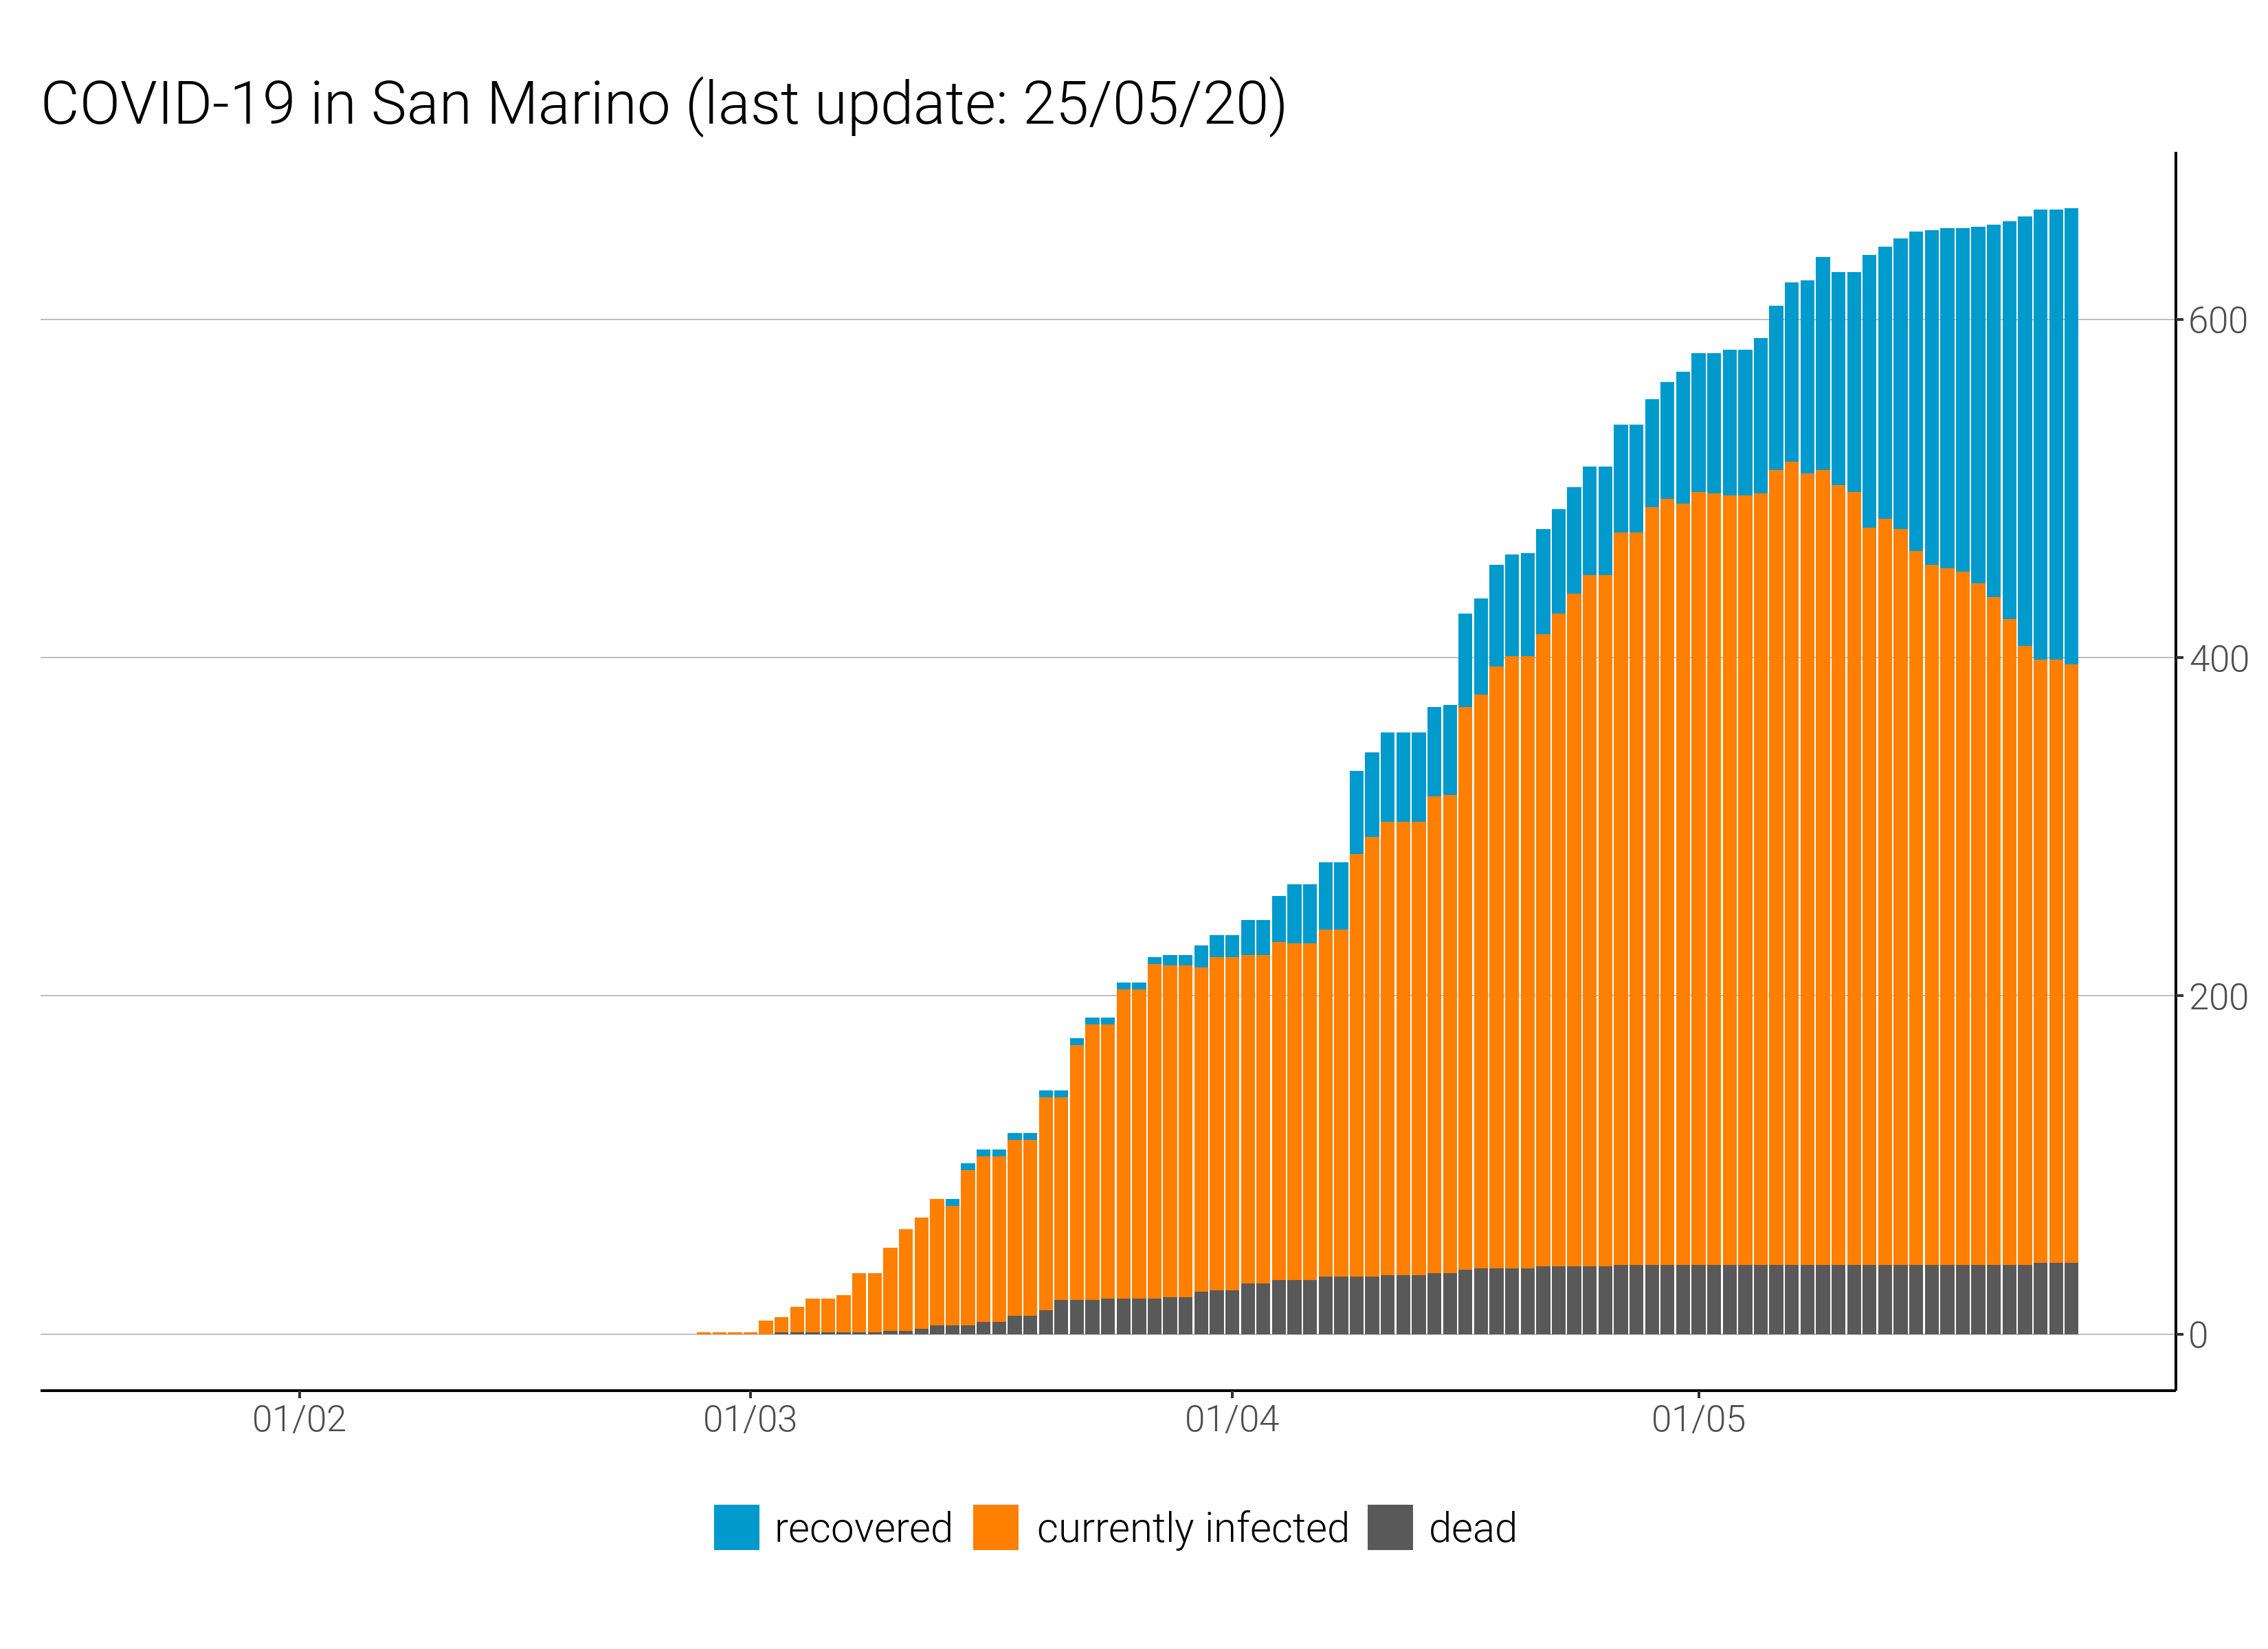 COVID-19 in San Marino (last update: 25/05/20)
600
400
200
0
01/02 01/03 01/04 01/05
recovered currently infected dead